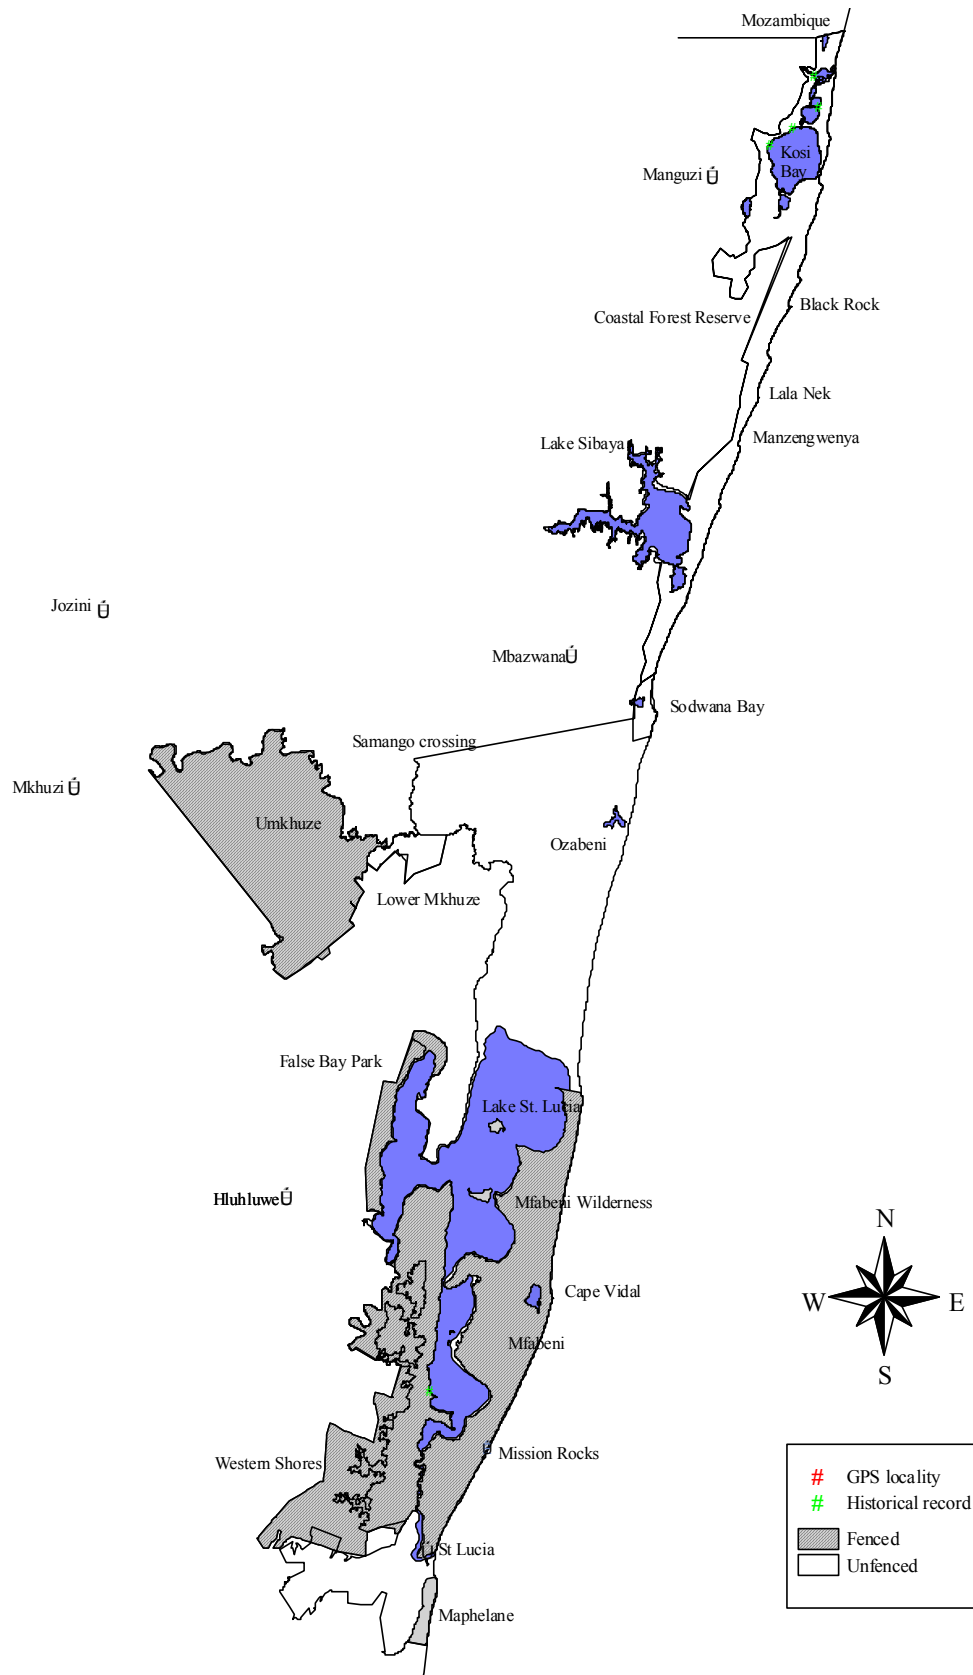 Mozambique
Kosi
Bay
Manguzi
Coastal Forest Reserve
Black Rock
Lala Nek
Manzengwenya
Lake Sibaya
Jozini
Mbazwana
Sodwana Bay
Samango crossing
Mkhuzi
Umkhuze
Ozabeni
Lower Mkhuze
False Bay Park
Lake St. Lucia
Hluhluwe
Mfabeni Wilderness
N
W
E
S
Cape Vidal
Mfabeni
Western Shores
Mission Rocks
# GPS locality
# Historical record
Fenced
Unfenced
St Lucia
Maphelane